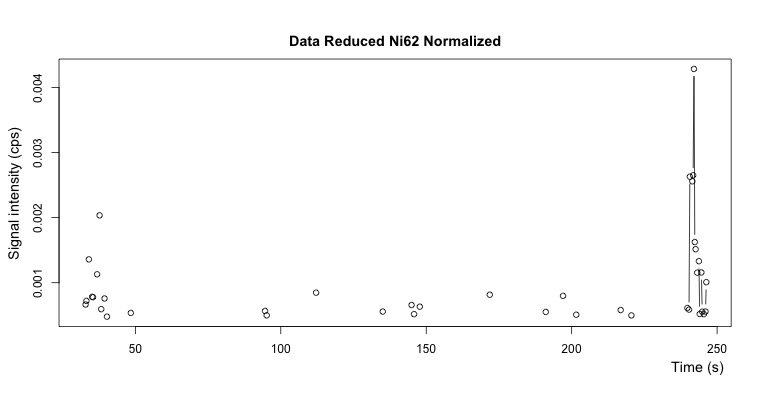 Data Reduced Ni62 Normalized
Signal intensity (cps)
0.004
0.003
0.002
0.001
50 100 150 200 250
Time (s)